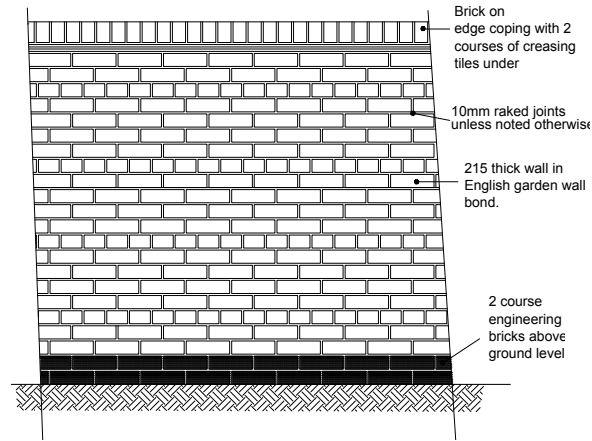 Brick on
edge coping with 2
courses of creasing
tiles under
10mm raked joints
unless noted otherwise
215 thick wall in
English garden wall
bond.
2 course
engineering
bricks above
ground level